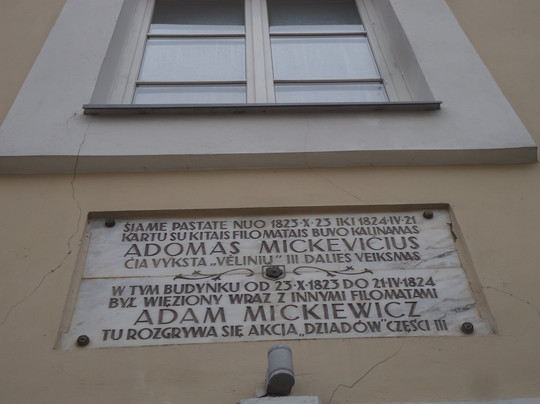 ŠIAME PASTATE NUO 1823·X·23 IKI 1824·IV·21
KARTU SU KITAIS FILOMATAIS BUVO KALINAMAS
ADOMAS MICKEVIČIUS
ČIA VYKSTA „VĖLINIŲ" III DALIES VEIKSMAS
W TYM BUDYNKU OD 23·X·1823 DO 21·IV·1824
BYŁ WIĘZIONY WRAZ Z INNYMI FILOMATAMI
ADAM MICKIEWICZ
TU ROZGRYWA SIĘ AKCJA „DZIADÓW" CZĘŚCI III